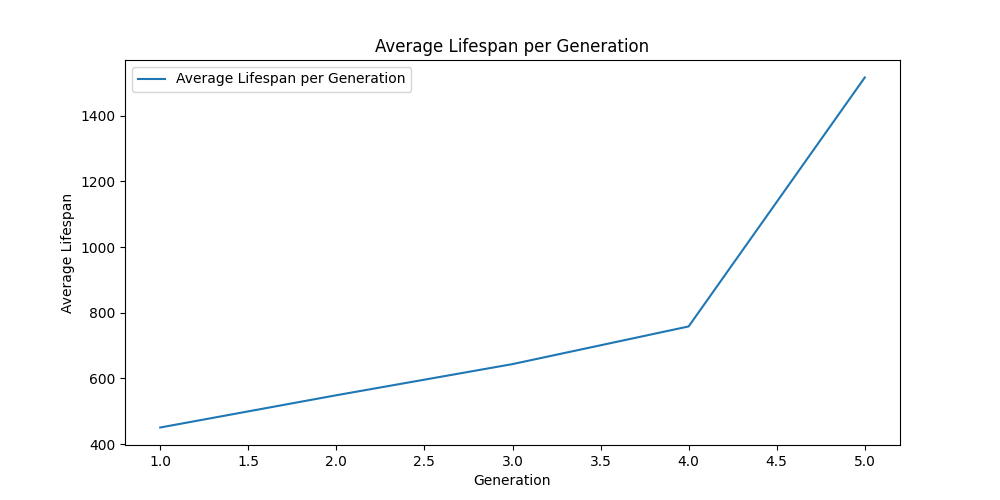 Average Lifespan per Generation
Average Lifespan per Generation
1400
1200
1000
800
600
400
Average Lifespan
1.0 1.5 2.0 2.5 3.0 3.5 4.0 4.5 5.0
Generation